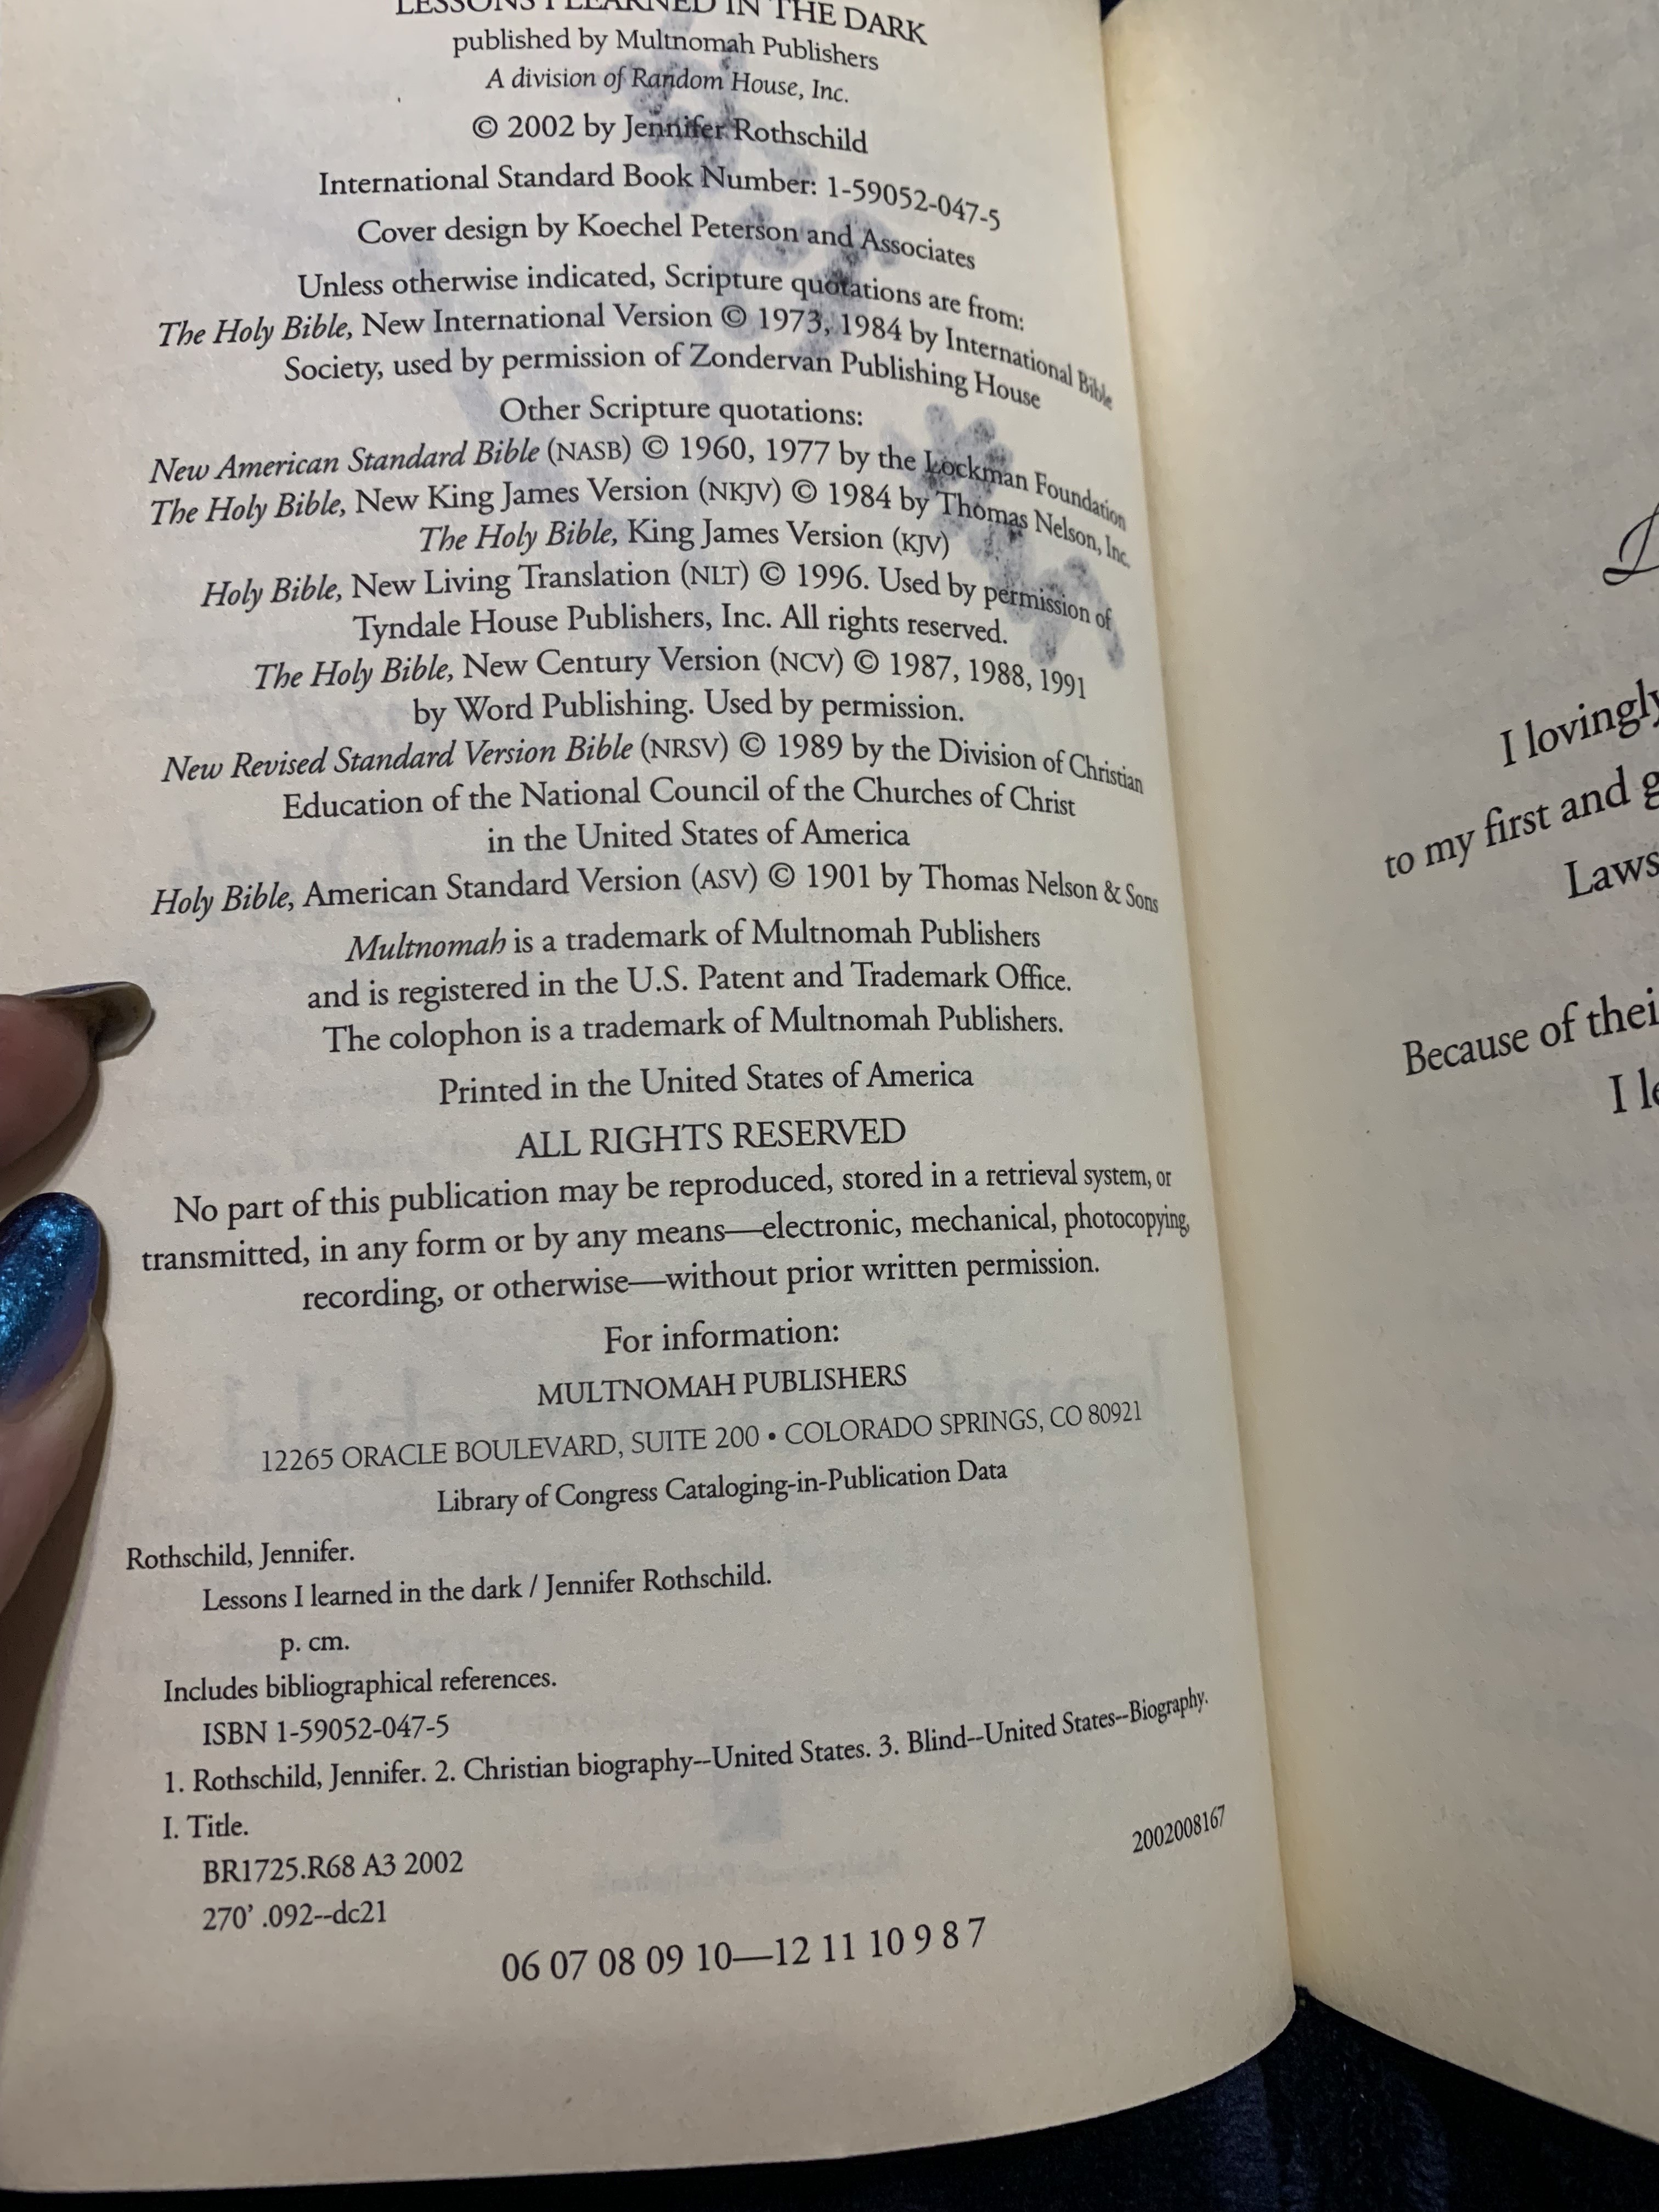 LESSONS I LEARNED IN THE DARK
published by Multnomah Publishers
A division of Random House, Inc.
© 2002 by Jennifer Rothschild
International Standard Book Number: 1-59052-047-5
Cover design by Koechel Peterson and Associates
Unless otherwise indicated, Scripture quotations are from:
The Holy Bible, New International Version © 1973, 1984 by International Bible
Society, used by permission of Zondervan Publishing House
Other Scripture quotations:
New American Standard Bible (NASB) © 1960, 1977 by the Lockman Foundation
The Holy Bible, New King James Version (NKJV) © 1984 by Thomas Nelson, Inc.
The Holy Bible, King James Version (KJV)
Holy Bible, New Living Translation (NLT) © 1996. Used by permission of
Tyndale House Publishers, Inc. All rights reserved.
The Holy Bible, New Century Version (NCV) © 1987, 1988, 1991
by Word Publishing. Used by permission.
New Revised Standard Version Bible (NRSV) © 1989 by the Division of Christian
Education of the National Council of the Churches of Christ
in the United States of America
Holy Bible, American Standard Version (ASV) © 1901 by Thomas Nelson & Sons
Multnomah is a trademark of Multnomah Publishers
and is registered in the U.S. Patent and Trademark Office.
The colophon is a trademark of Multnomah Publishers.
Printed in the United States of America
ALL RIGHTS RESERVED
No part of this publication may be reproduced, stored in a retrieval system, or
transmitted, in any form or by any means—electronic, mechanical, photocopying,
recording, or otherwise—without prior written permission.
For information:
MULTNOMAH PUBLISHERS
12265 ORACLE BOULEVARD, SUITE 200 • COLORADO SPRINGS, CO 80921
Library of Congress Cataloging-in-Publication Data
Rothschild, Jennifer.
Lessons I learned in the dark / Jennifer Rothschild.
p. cm.
Includes bibliographical references.
ISBN 1-59052-047-5
1. Rothschild, Jennifer. 2. Christian biography--United States. 3. Blind--United States--Biography.
I. Title.
BR1725.R68 A3 2002
270' .092--dc21 2002008167
06 07 08 09 10—12 11 10 9 8 7
I lovingly
to my first and
Laws
Because of
I